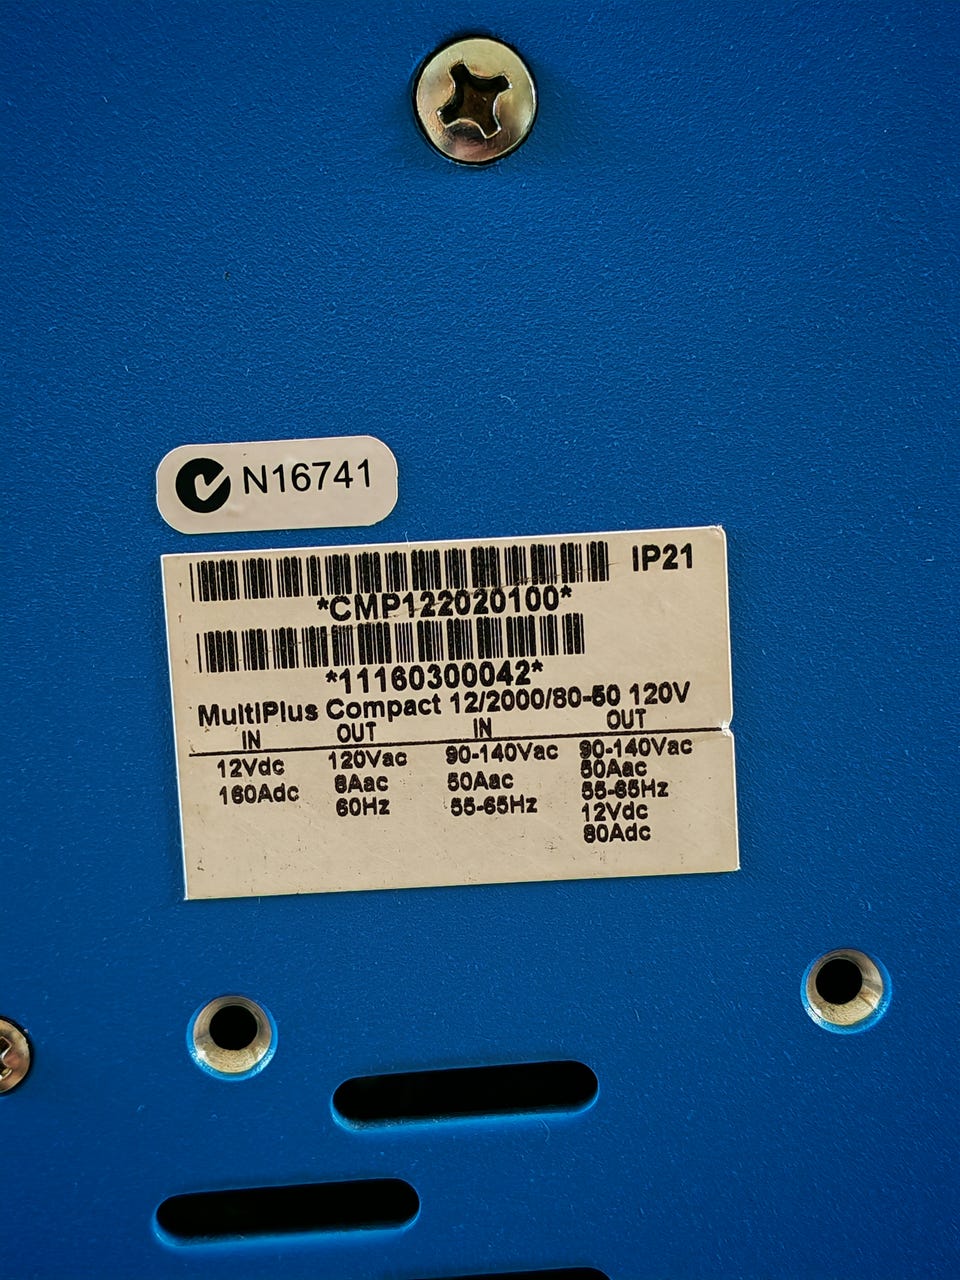 N16741
IP21
*CMP122020100*
*11160300042*
MultiPlus Compact 12/2000/80-50 120V
IN OUT IN OUT
12Vdc 120Vac 90-140Vac 90-140Vac
160Adc 8Aac 50Aac 50Aac
60Hz 55-65Hz 55-65Hz
12Vdc
80Adc